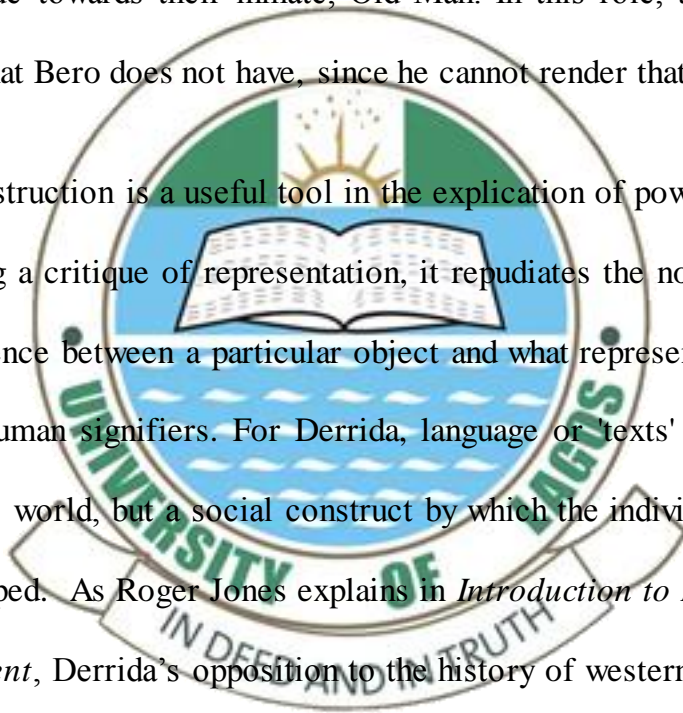 towards their inmate, Old Man. In this role,
at Bero does not have, since he cannot render that
struction is a useful tool in the explication of pow
g a critique of representation, it repudiates the no
ence between a particular object and what represen
uman signifiers. For Derrida, language or 'texts'
world, but a social construct by which the indivi
ped. As Roger Jones explains in Introduction to
ent, Derrida's opposition to the history of western
UNIVERSITY OF LAGOS
IN DEED AND IN TRUTH